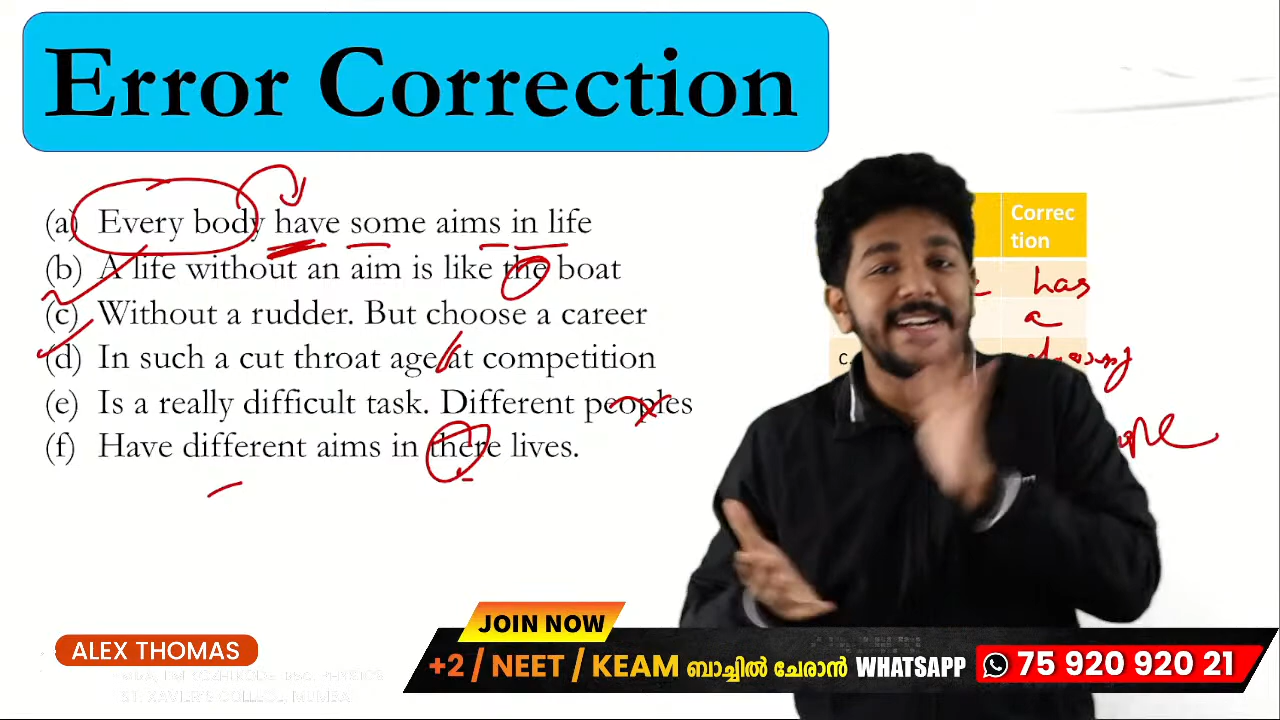 Error Correction
(a) Every body have some aims in life
(b) A life without an aim is like the boat
(c) Without a rudder. But choose a career
(d) In such a cut throat age at competition
(e) Is a really difficult task. Different peoples
(f) Have different aims in there lives.
Correc
tion
has
a
c.
JOIN NOW
ALEX THOMAS
+2 / NEET / KEAM ബാച്ചിൽ ചേരാൻ WHATSAPP 75 920 920 21